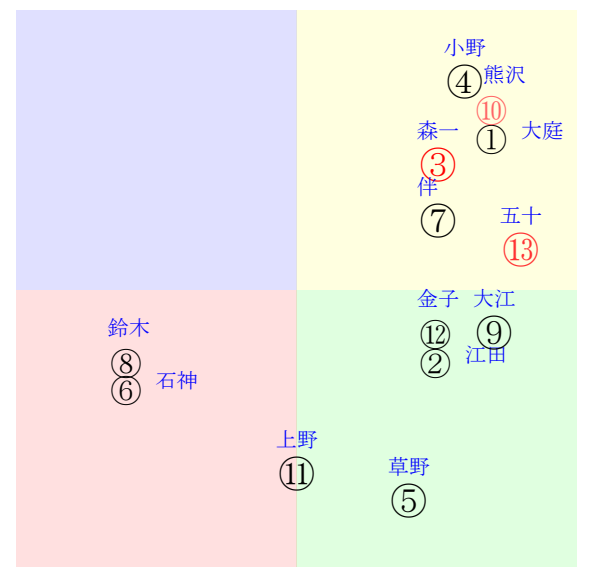 小野
④
熊沢
⑩
①
大庭
森一
③
伴
⑦
五十
⑬
金子
大江
⑫
⑨
②
江田
鈴木
⑧
⑥
石神
上野
⑪
草野
⑤